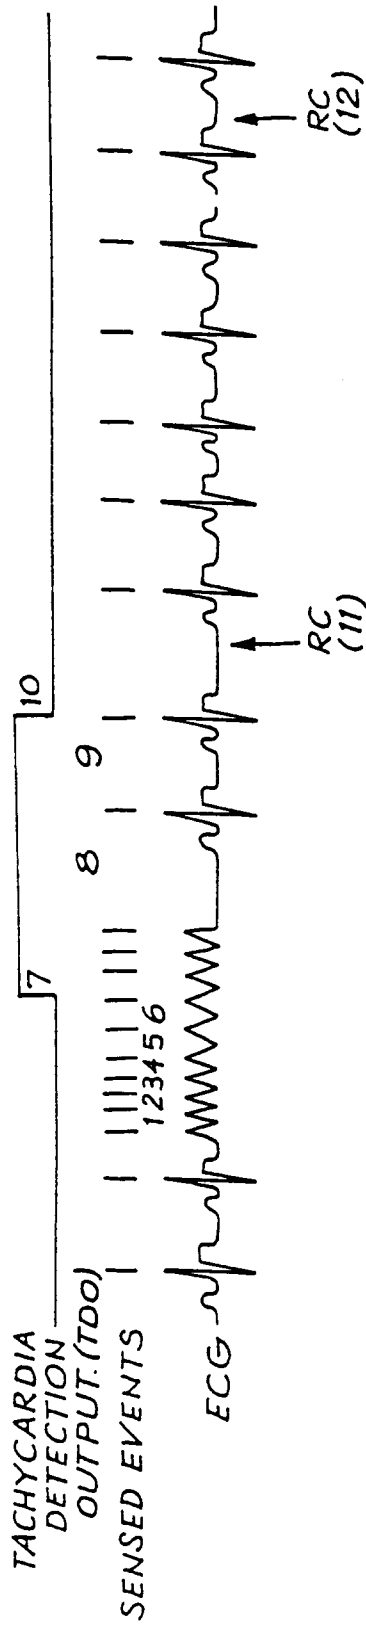 TACHYCARDIA
DETECTION
OUTPUT.(TDO)
7
10
SENSED EVENTS
123456
8
9
ECG
RC
(11)
RC
(12)